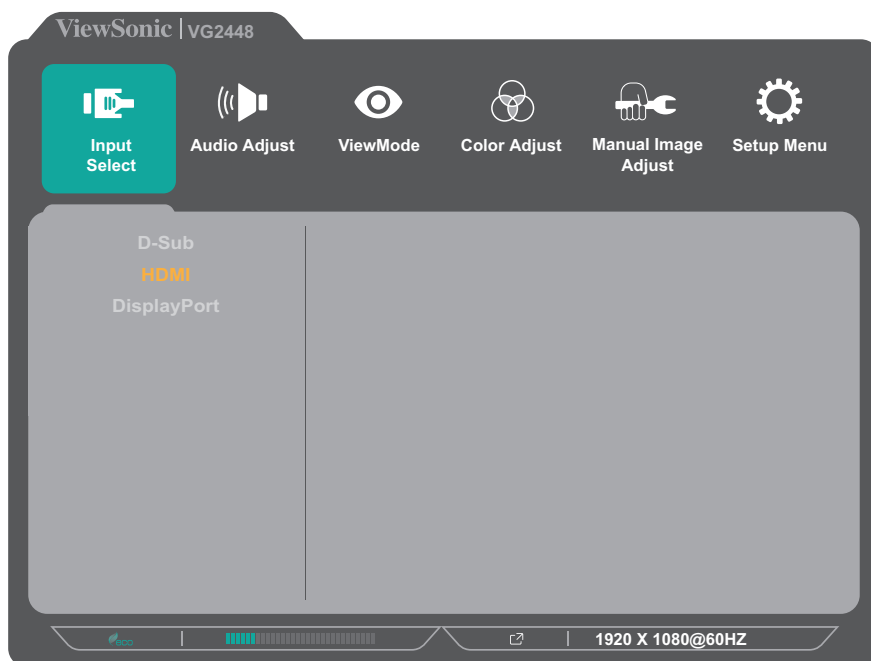 ViewSonic VG2448
Input Select
Audio Adjust
ViewMode
Color Adjust
Manual Image Adjust
Setup Menu
D-Sub
HDMI
DisplayPort
eco
1920 X 1080@60HZ